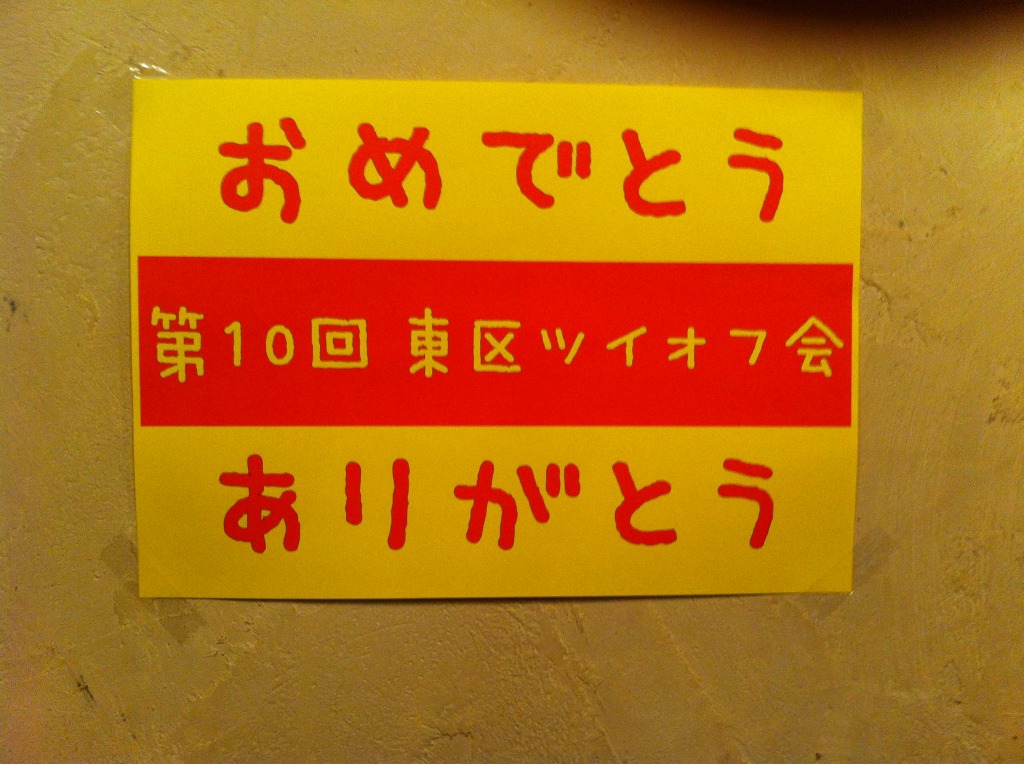 おめでとう
第10回 東区ツイオフ会
ありがとう